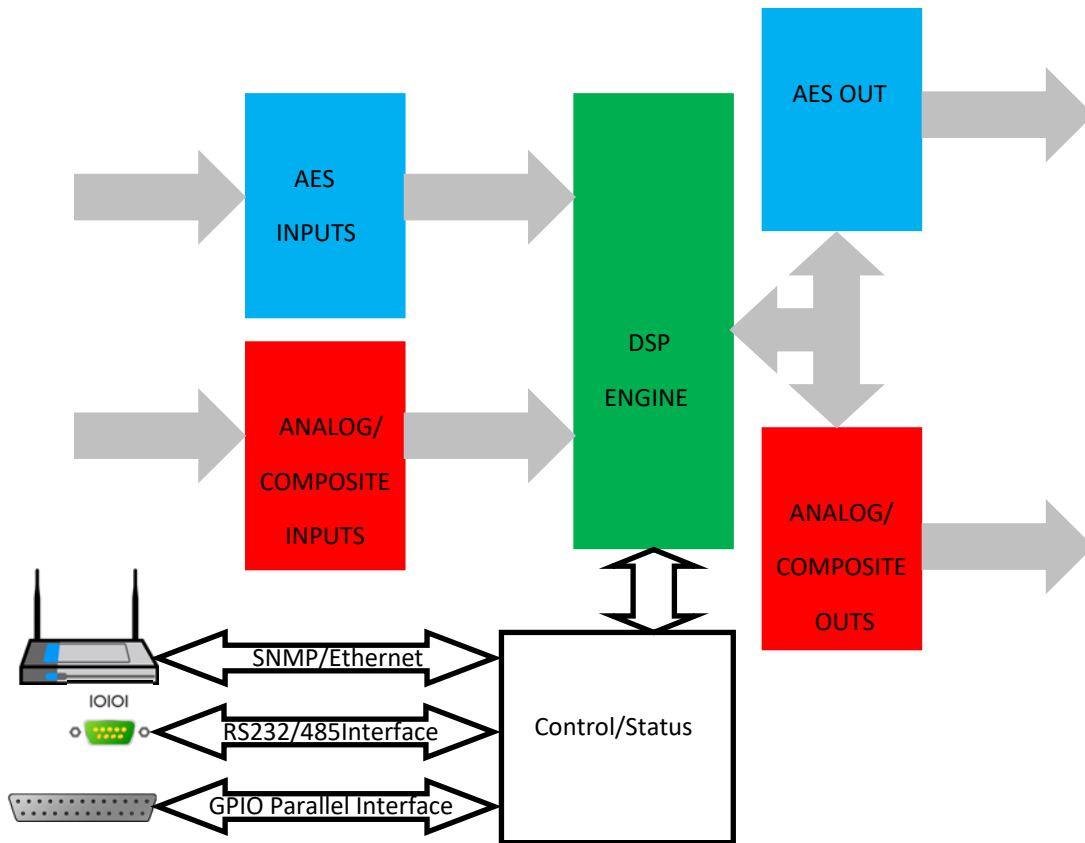 AES OUT
AES
INPUTS
DSP
ENGINE
ANALOG/
COMPOSITE
INPUTS
ANALOG/
COMPOSITE
OUTS
SNMP/Ethernet
IOIOI
RS232/485Interface
Control/Status
GPIO Parallel Interface